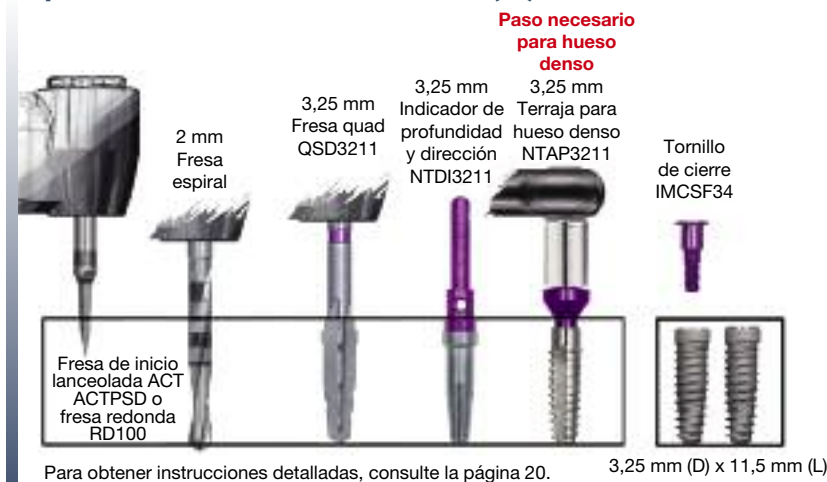 Paso necesario
para hueso
denso
2 mm
Fresa
espiral
3,25 mm
Fresa quad
QSD3211
3,25 mm
Indicador de
profundidad
y dirección
NTDI3211
3,25 mm
Terraja para
hueso denso
NTAP3211
Tornillo
de cierre
IMCSF34
Fresa de inicio
lanceolada ACT
ACTPSD o
fresa redonda
RD100
3,25 mm (D) x 11,5 mm (L)
Para obtener instrucciones detalladas, consulte la página 20.